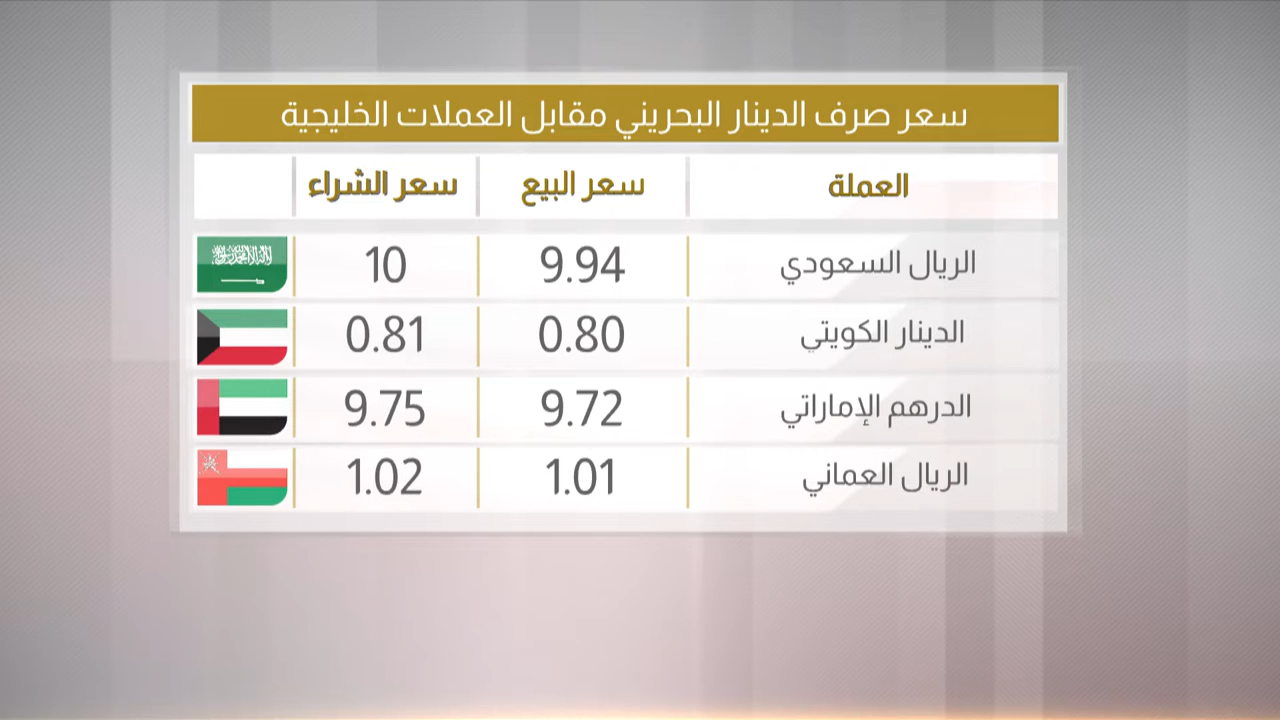 سعر صرف الدينار البحريني مقابل العملات الخليجية
العملة سعر البيع سعر الشراء
الريال السعودي 9.94 10
الدينار الكويتي 0.80 0.81
الدرهم الإماراتي 9.72 9.75
الريال العماني 1.01 1.02